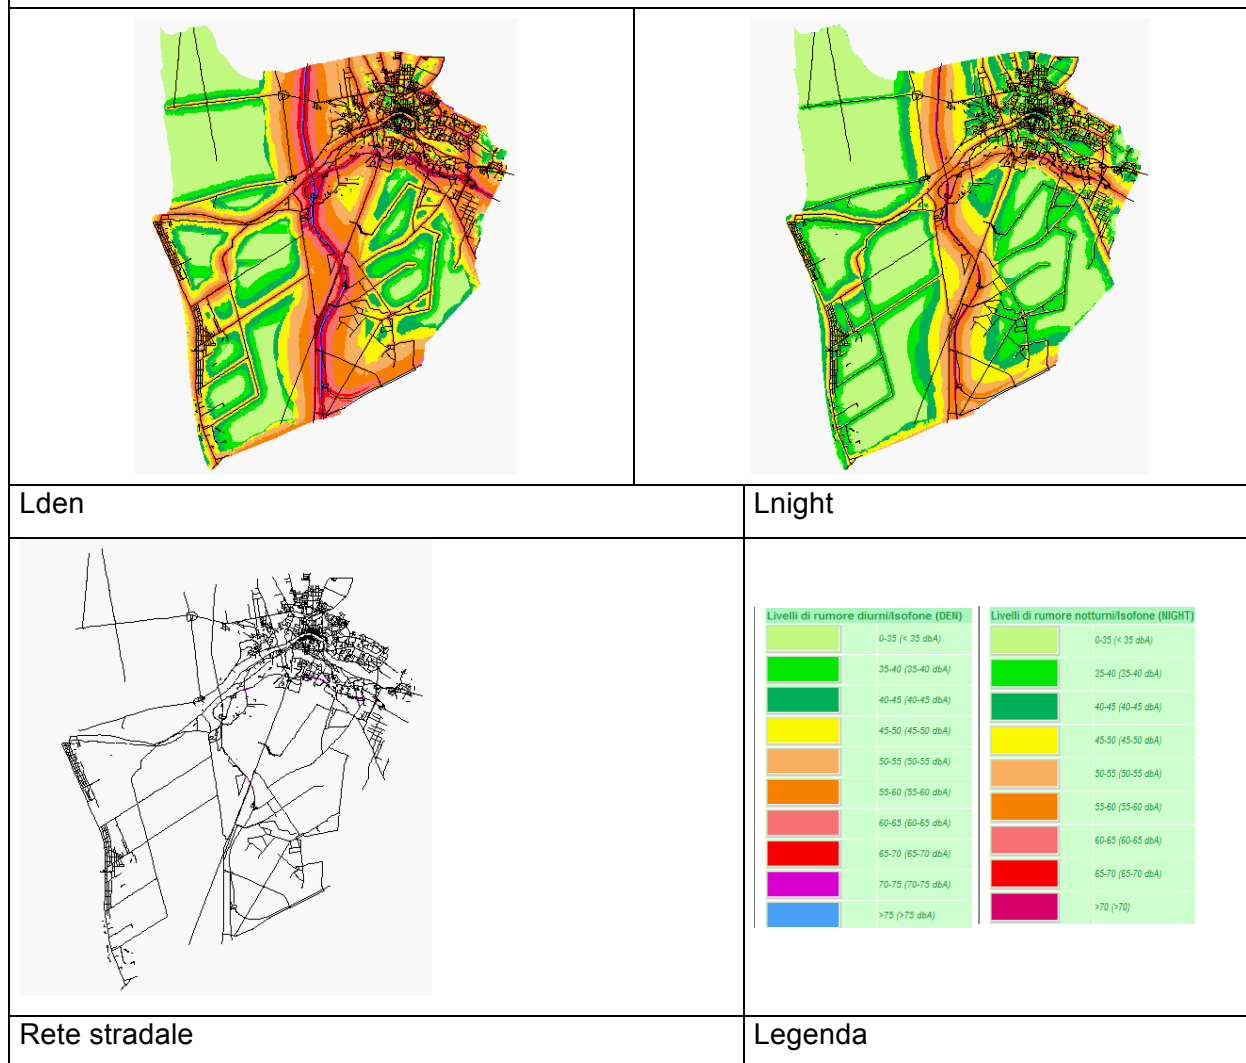 Lden
Lnight
Livelli di rumore diurni/Isofone (DEN)
0-35 (< 35 dbA)
35-40 (35-40 dbA)
40-45 (40-45 dbA)
45-50 (45-50 dbA)
50-55 (50-55 dbA)
55-60 (55-60 dbA)
60-65 (60-65 dbA)
65-70 (65-70 dbA)
70-75 (70-75 dbA)
>75 (>75 dbA)
Livelli di rumore notturni/Isofone (NIGHT)
0-35 (< 35 dbA)
35-40 (35-40 dbA)
40-45 (40-45 dbA)
45-50 (45-50 dbA)
50-55 (50-55 dbA)
55-60 (55-60 dbA)
60-65 (60-65 dbA)
65-70 (65-70 dbA)
>70 (>70)
Rete stradale
Legenda